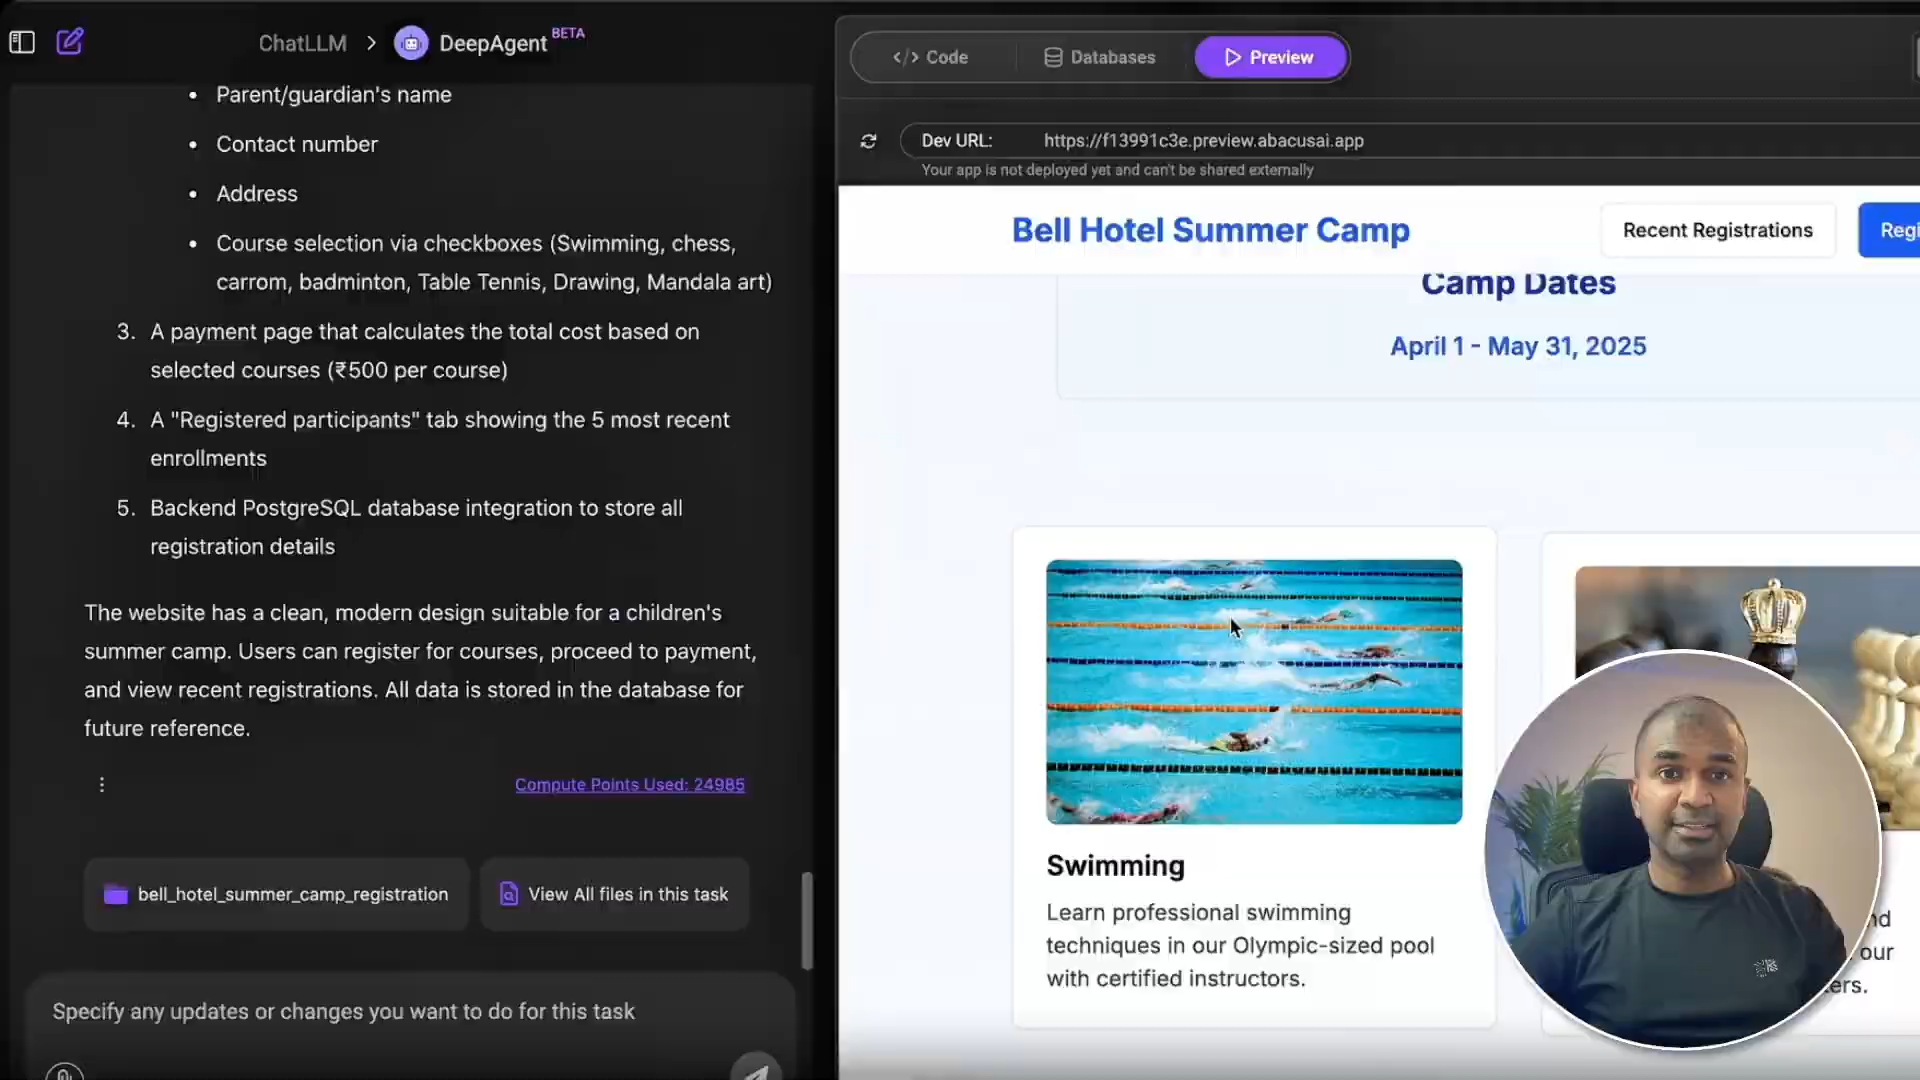 ChatLLM > DeepAgent BETA
• Parent/guardian's name
• Contact number
• Address
• Course selection via checkboxes (Swimming, chess,
carrom, badminton, Table Tennis, Drawing, Mandala art)
3. A payment page that calculates the total cost based on
selected courses (₹500 per course)
4. A "Registered participants" tab showing the 5 most recent
enrollments
5. Backend PostgreSQL database integration to store all
registration details
The website has a clean, modern design suitable for a children's
summer camp. Users can register for courses, proceed to payment,
and view recent registrations. All data is stored in the database for
future reference.
Compute Points Used: 24985
bell_hotel_summer_camp_registration
View All files in this task
Specify any updates or changes you want to do for this task
</> Code
Databases
Preview
Dev URL: https://f13991c3e.preview.abacusai.app
Your app is not deployed yet and can't be shared externally
Bell Hotel Summer Camp
Recent Registrations
Regi
Camp Dates
April 1 - May 31, 2025
Swimming
Learn professional swimming
techniques in our Olympic-sized pool
with certified instructors.
our